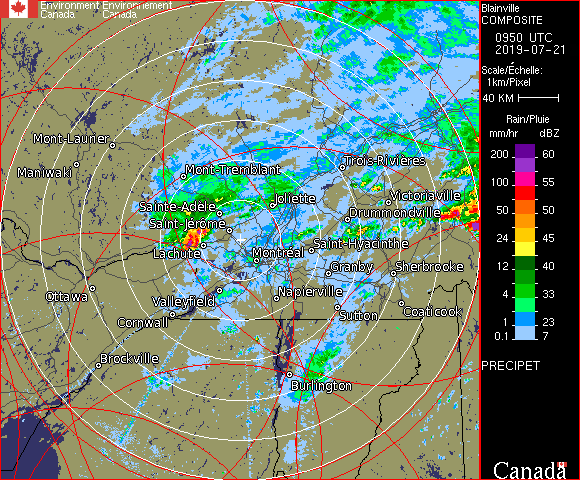 Environment Environnement
Canada Canada
Blainville
COMPOSITE
0950 UTC
2019-07-21
Scale/Échelle:
1km/Pixel
40 KM
Rain/Pluie
mm/hr dBZ
200 60
100 55
50 50
24 45
12 40
8 33
4 30
1 23
0.1 7
PRECIPET
Canada
Mont-Laurier
Maniwaki
Mont-Tremblant
Trois-Rivières
Sainte-Adèle
Joliette
Victoriaville
Drummondville
Saint-Jérôme
Lachute
Montréal
Saint-Hyacinthe
Granby
Sherbrooke
Ottawa
Valleyfield
Napierville
Cornwall
Sutton
Coaticook
Brockville
Burlington